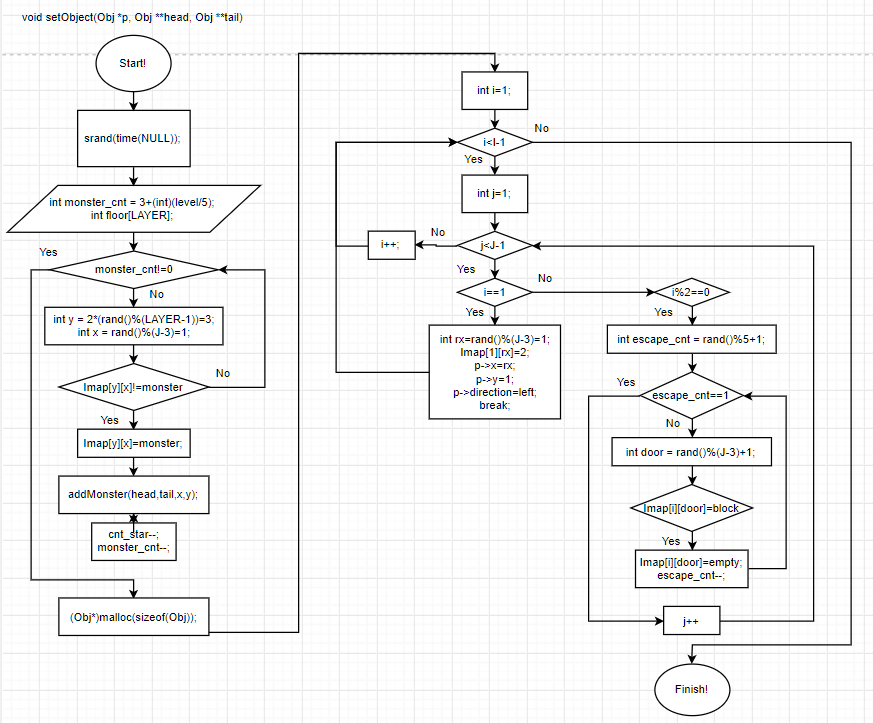 void setObject(Obj *p, Obj **head, Obj **tail)
Start!
srand(time(NULL));
int monster_cnt = 3+(int)(level/5);
int floor[LAYER];
Yes
monster_cnt!=0
No
int y = 2*(rand()%(LAYER-1))=3;
int x = rand()%(J-3)=1;
Imap[y][x]!=monster
No
Yes
Imap[y][x]=monster;
addMonster(head,tail,x,y);
cnt_star--;
monster_cnt--;
(Obj*)malloc(sizeof(Obj));
int i=1;
i<I-1
No
Yes
int j=1;
j<J-1
No
i++;
Yes
i==1
No
Yes
int rx=rand()%(J-3)=1;
Imap[1][rx]=2;
p->x=rx;
p->y=1;
p->direction=left;
break;
i%2==0
Yes
int escape_cnt = rand()%5+1;
Yes
escape_cnt==1
No
int door = rand()%(J-3)+1;
Imap[i][door]=block
Yes
Imap[i][door]=empty;
escape_cnt--;
j++
Finish!